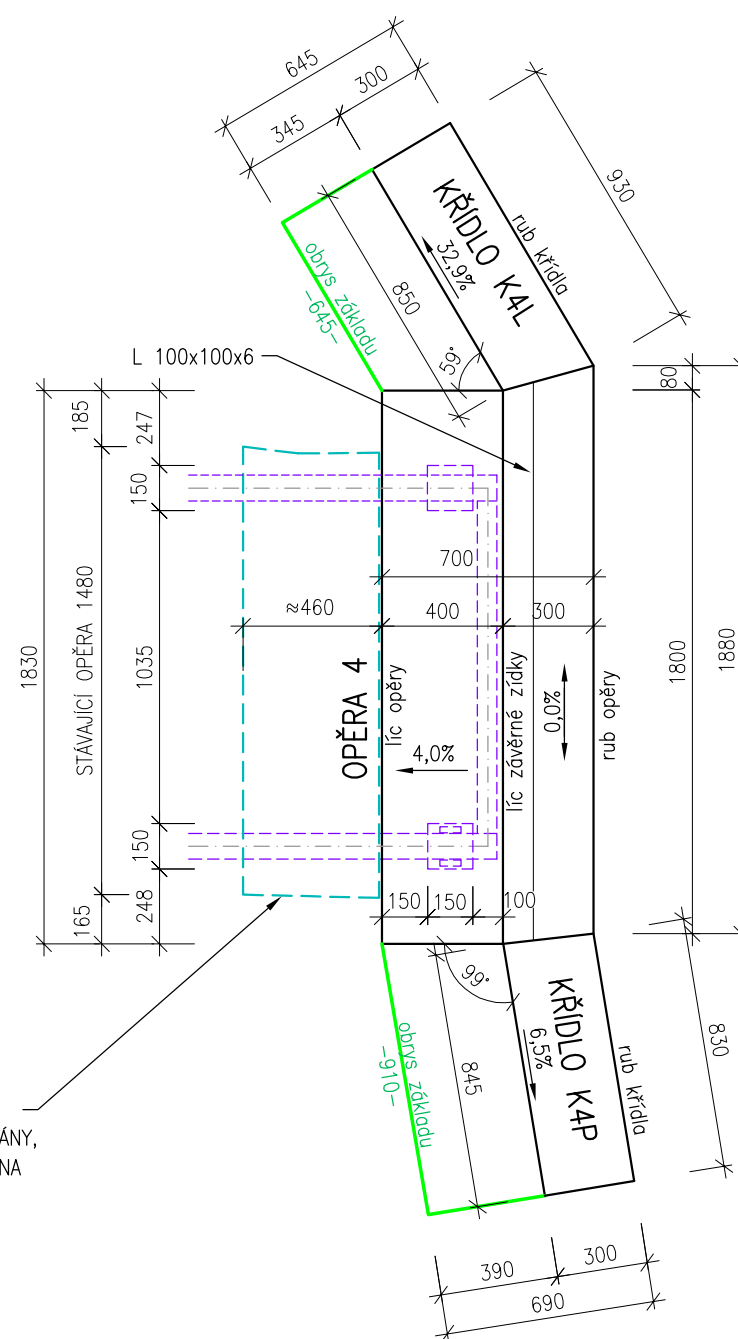 645
300
345
930
KŘÍDLO K4L
rub křídla
32,9%
obrys základu
-645-
850
59°
L 100x100x6
80
185
247
150
700
≈460
400
300
STÁVAJÍCÍ OPĚRA 1480
1830
1035
OPĚRA 4
líc opěry
líc závěrné zídky
0,0%
rub opěry
1800
1880
4,0%
150
165
248
150
150
100
99°
KŘÍDLO K4P
6,5%
rub křídla
obrys základu
-910-
845
830
ÁNY,
NA
390
300
690